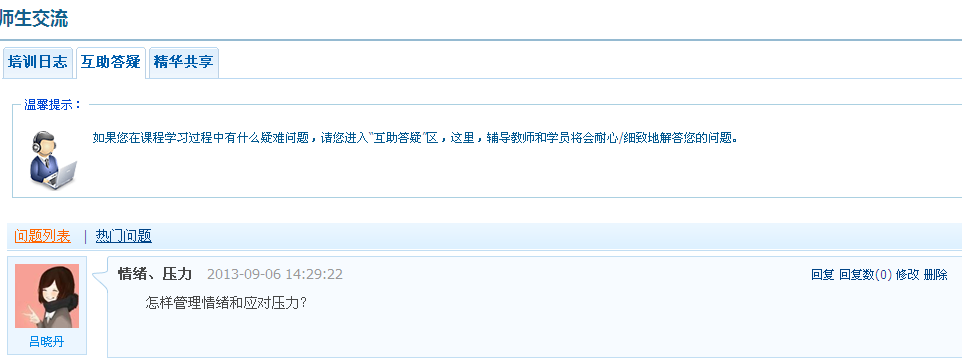 师生交流
培训日志 互助答疑 精华共享
温馨提示：
如果您在课程学习过程中有什么疑难问题，请您进入“互助答疑”区，这里，辅导教师和学员将会耐心/细致地解答您的问题。
问题列表 | 热门问题
情绪、压力 2013-09-06 14:29:22 回复 回复数(0) 修改 删除
怎样管理情绪和应对压力?
吕晓丹